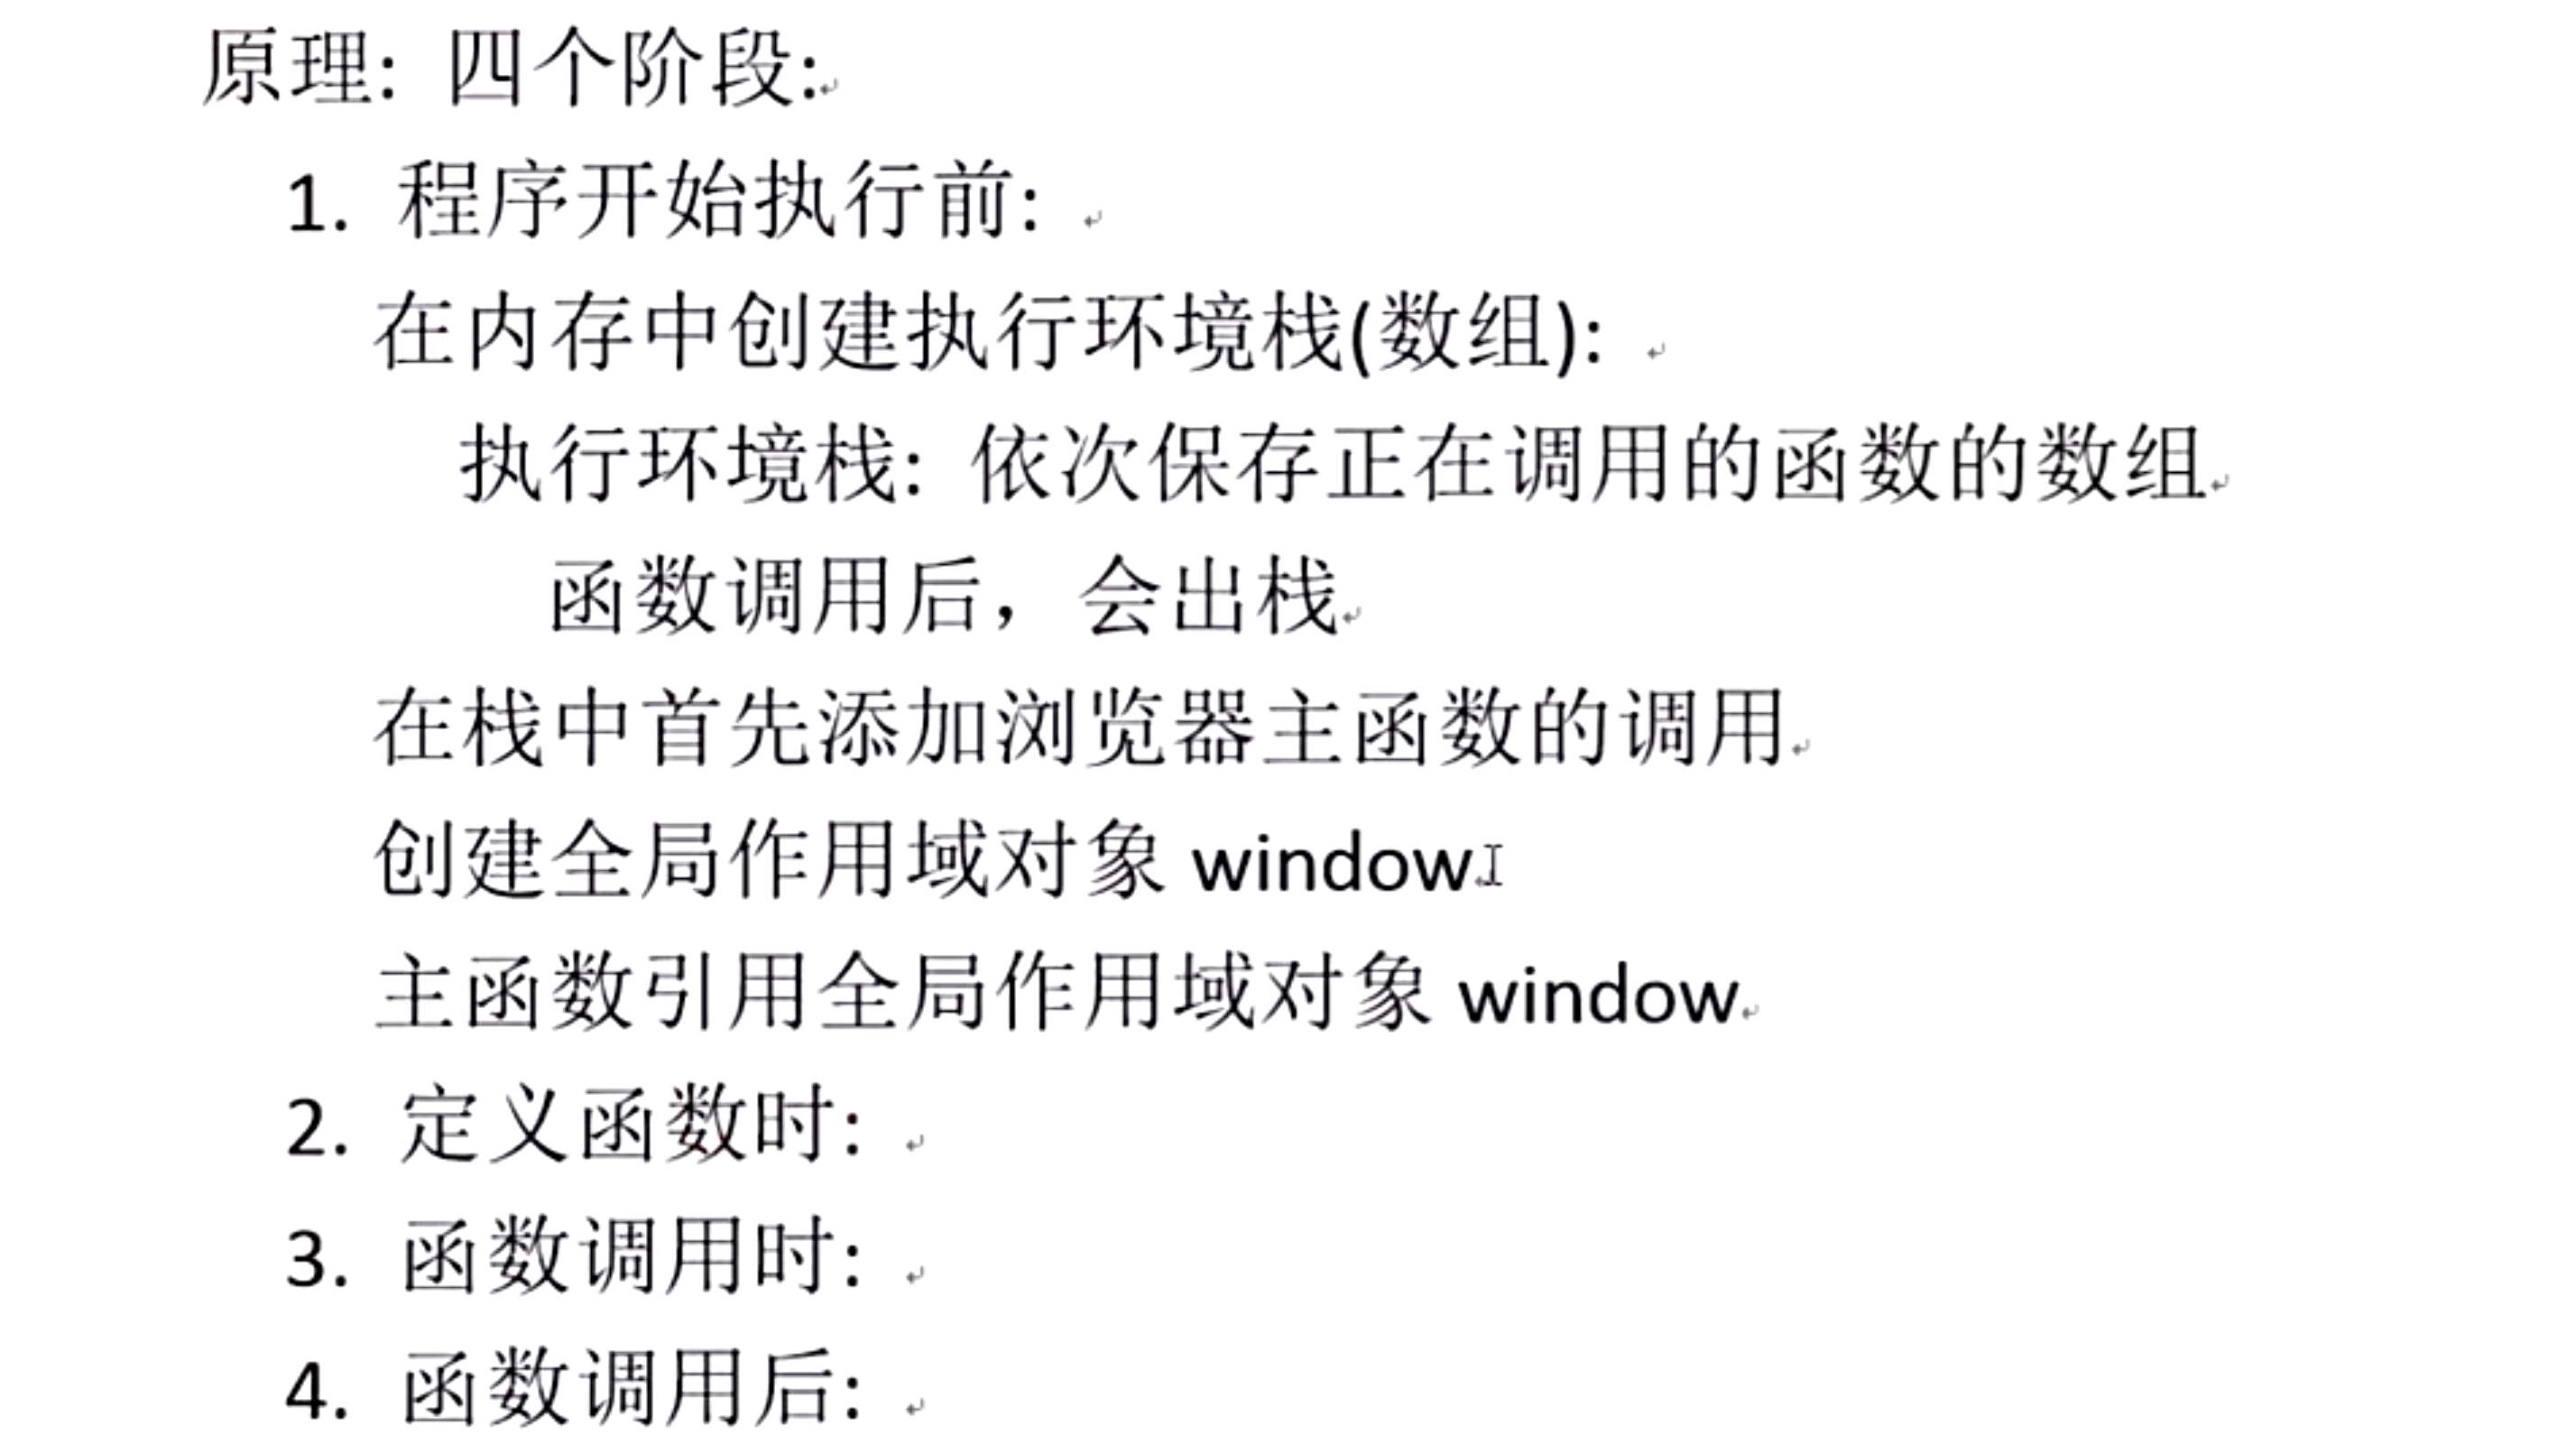 原理: 四个阶段:
1. 程序开始执行前:
在内存中创建执行环境栈(数组):
执行环境栈: 依次保存正在调用的函数的数组
函数调用后，会出栈
在栈中首先添加浏览器主函数的调用
创建全局作用域对象 window
主函数引用全局作用域对象 window
2. 定义函数时:
3. 函数调用时:
4. 函数调用后: